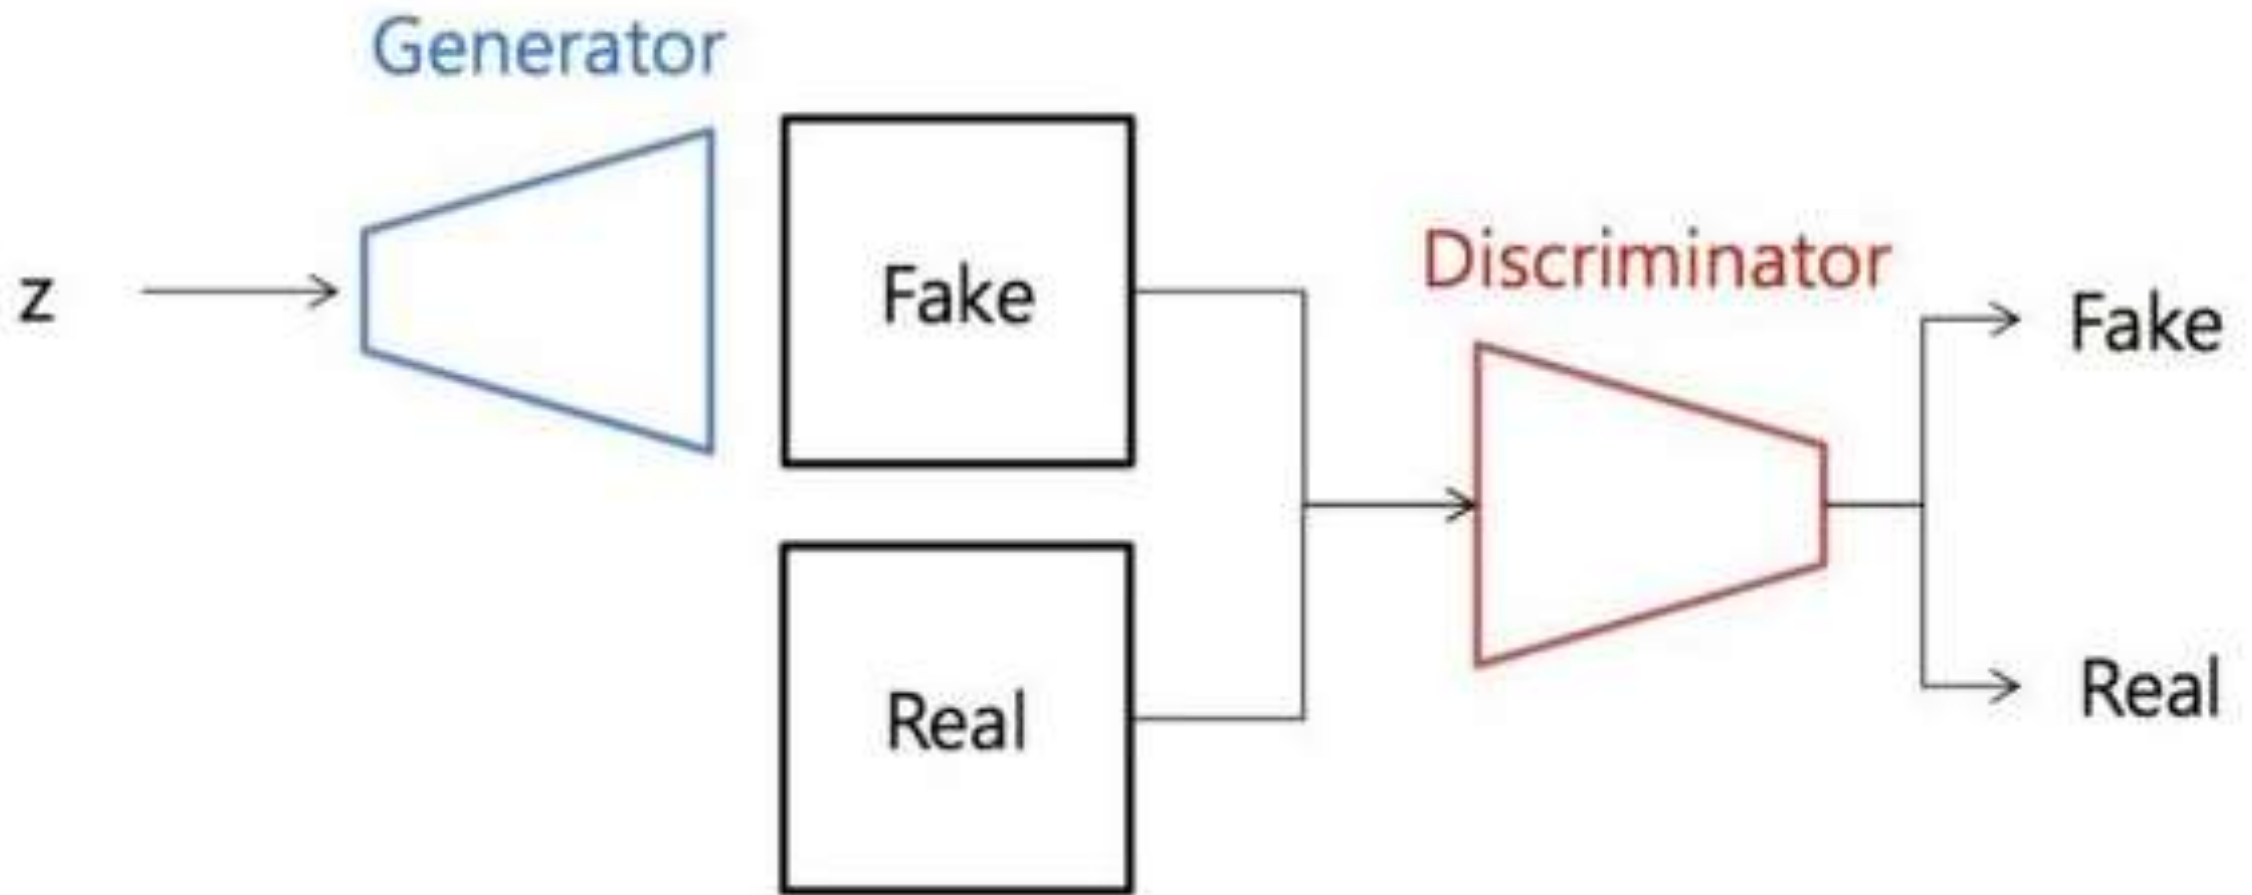 Generator
z
Fake
Discriminator
Fake
Real
Real